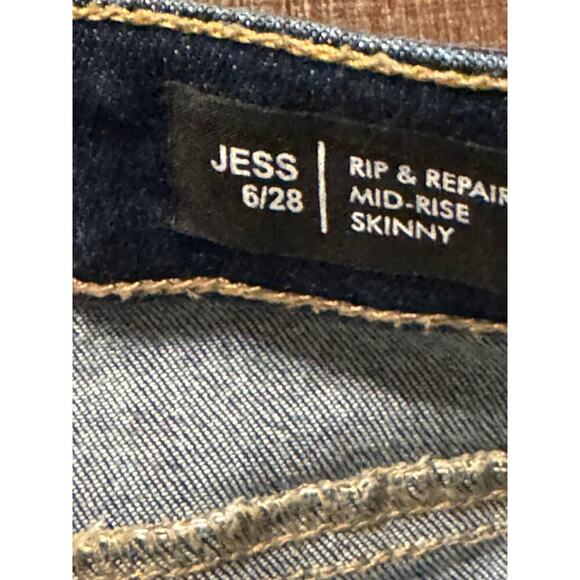 JESS
6/28
RIP & REPAIR
MID-RISE
SKINNY